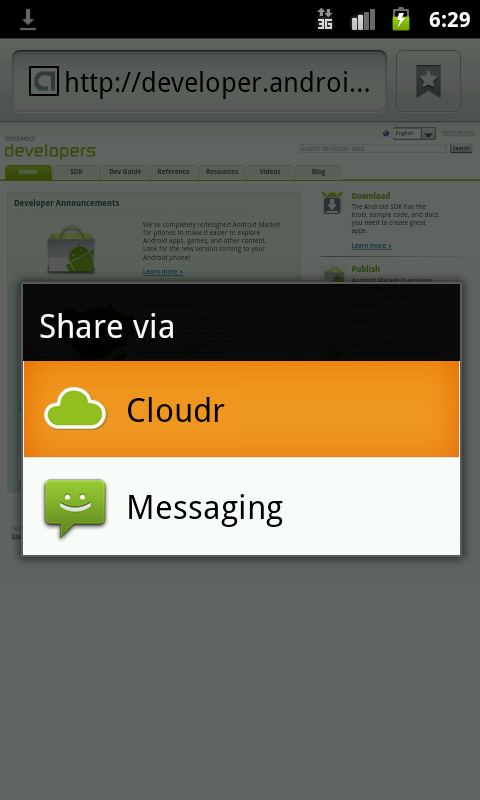 3G 6:29
http://developer.androi...
android
developers
English
Android.com
search developer docs
Search
Home SDK Dev Guide Reference Resources Videos Blog
Developer Announcements
We've completely redesigned Android Market
for phones to make it easier to explore
Android apps, games, and other content.
Look for the new version coming to your
Android phone!
Learn more »
Download
The Android SDK has the
tools, sample code, and docs
you need to create great
apps.
Learn more »
Publish
Android Market is an open
Share via
Cloudr
Messaging